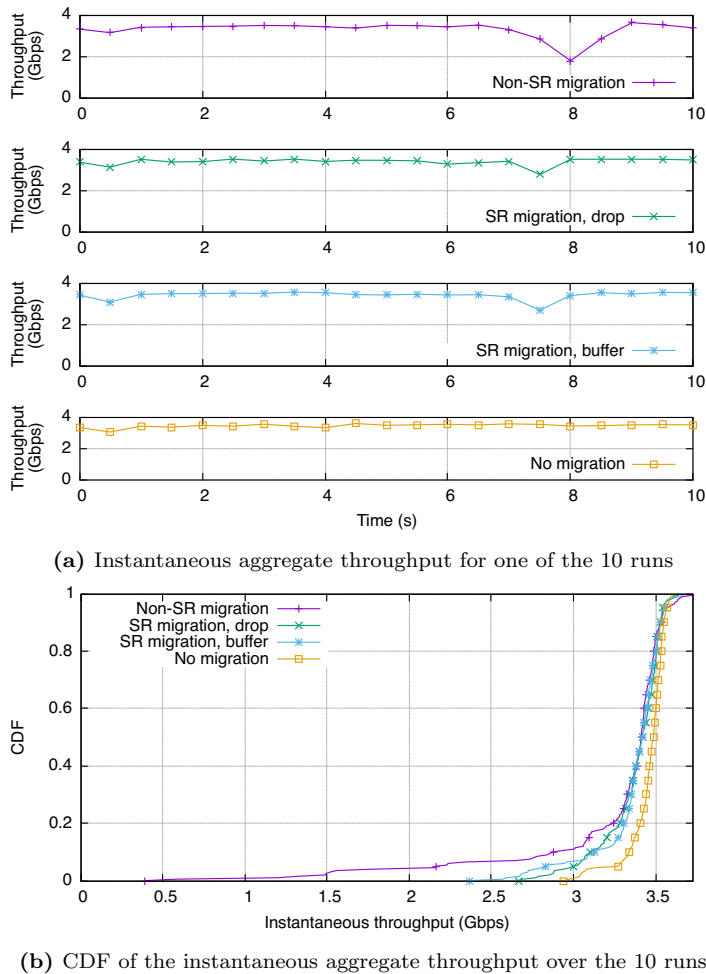 Throughput
(Gbps)
4
2
0
Non-SR migration
0 2 4 6 8 10
Throughput
(Gbps)
4
2
0
SR migration, drop
0 2 4 6 8 10
Throughput
(Gbps)
4
2
0
SR migration, buffer
0 2 4 6 8 10
Throughput
(Gbps)
4
2
0
No migration
0 2 4 6 8 10
Time (s)
(a) Instantaneous aggregate throughput for one of the 10 runs
1
0.8
0.6
0.4
0.2
0
CDF
Non-SR migration
SR migration, drop
SR migration, buffer
No migration
0 0.5 1 1.5 2 2.5 3 3.5
Instantaneous throughput (Gbps)
(b) CDF of the instantaneous aggregate throughput over the 10 runs